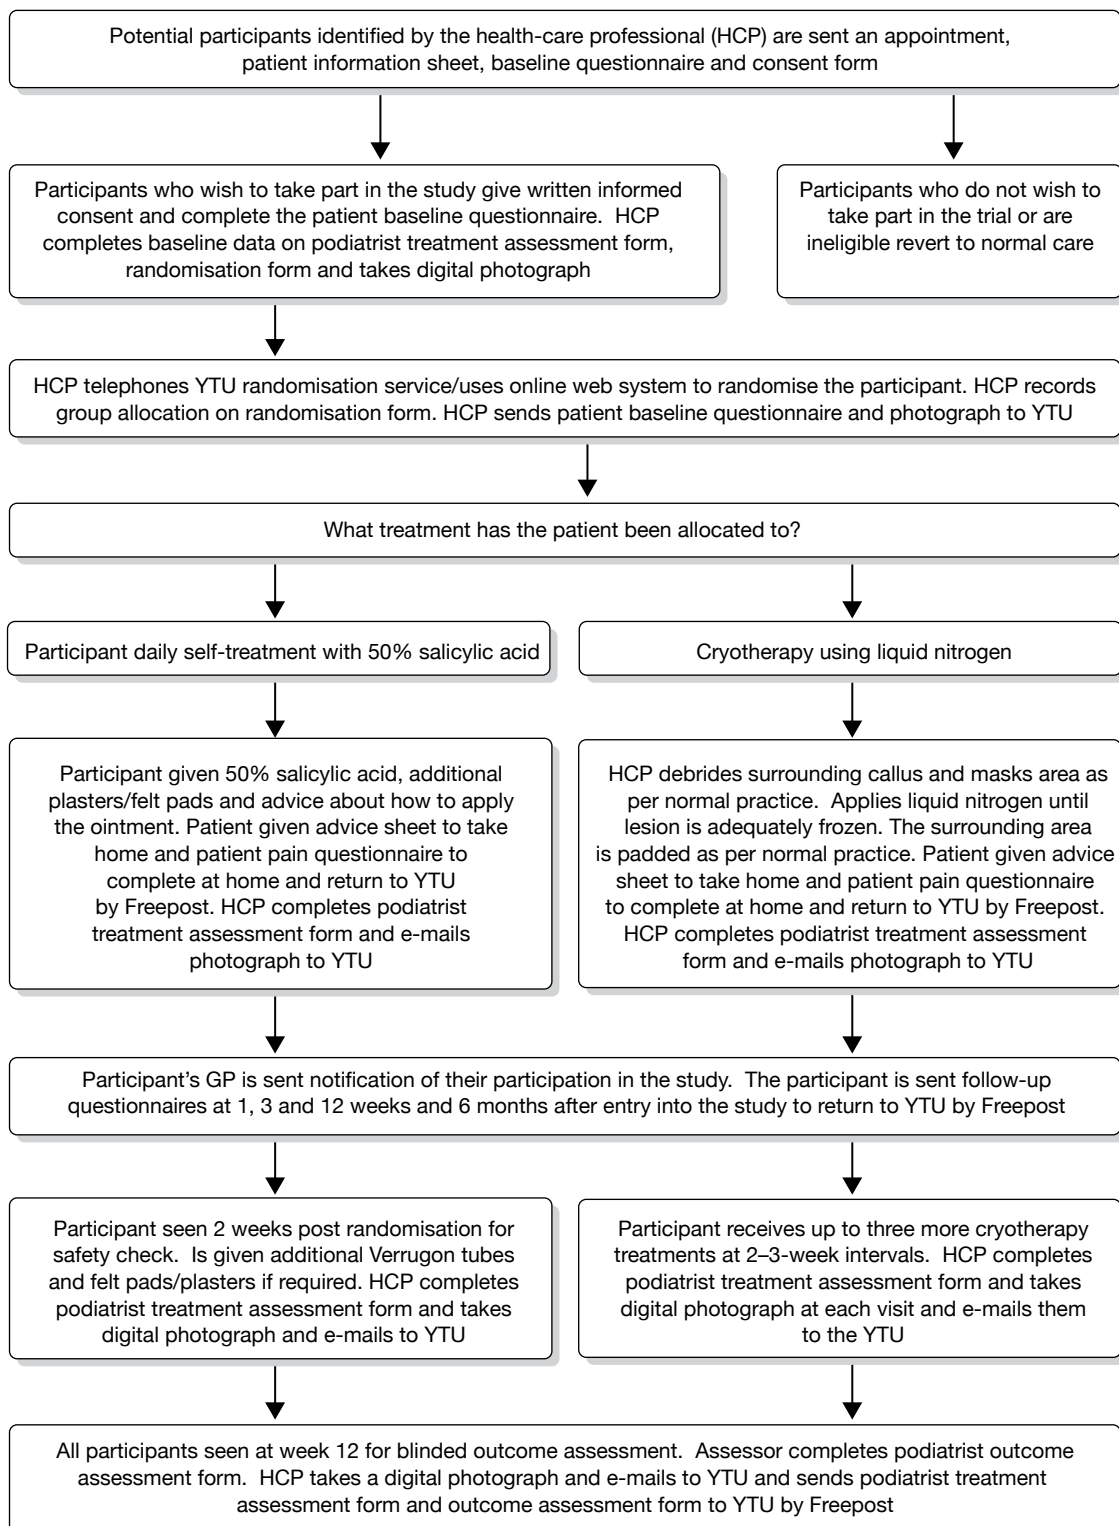 Potential participants identified by the health-care professional (HCP) are sent an appointment,
patient information sheet, baseline questionnaire and consent form
Participants who wish to take part in the study give written informed
consent and complete the patient baseline questionnaire. HCP
completes baseline data on podiatrist treatment assessment form,
randomisation form and takes digital photograph
Participants who do not wish to
take part in the trial or are
ineligible revert to normal care
HCP telephones YTU randomisation service/uses online web system to randomise the participant. HCP records
group allocation on randomisation form. HCP sends patient baseline questionnaire and photograph to YTU
What treatment has the patient been allocated to?
Participant daily self-treatment with 50% salicylic acid
Cryotherapy using liquid nitrogen
Participant given 50% salicylic acid, additional
plasters/felt pads and advice about how to apply
the ointment. Patient given advice sheet to take
home and patient pain questionnaire to
complete at home and return to YTU
by Freepost. HCP completes podiatrist
treatment assessment form and e-mails
photograph to YTU
HCP debrides surrounding callus and masks area as
per normal practice. Applies liquid nitrogen until
lesion is adequately frozen. The surrounding area
is padded as per normal practice. Patient given advice
sheet to take home and patient pain questionnaire
to complete at home and return to YTU by Freepost.
HCP completes podiatrist treatment assessment
form and e-mails photograph to YTU
Participant's GP is sent notification of their participation in the study. The participant is sent follow-up
questionnaires at 1, 3 and 12 weeks and 6 months after entry into the study to return to YTU by Freepost
Participant seen 2 weeks post randomisation for
safety check. Is given additional Verrugon tubes
and felt pads/plasters if required. HCP completes
podiatrist treatment assessment form and takes
digital photograph and e-mails to YTU
Participant receives up to three more cryotherapy
treatments at 2–3-week intervals. HCP completes
podiatrist treatment assessment form and takes
digital photograph at each visit and e-mails them
to the YTU
All participants seen at week 12 for blinded outcome assessment. Assessor completes podiatrist outcome
assessment form. HCP takes a digital photograph and e-mails to YTU and sends podiatrist treatment
assessment form and outcome assessment form to YTU by Freepost